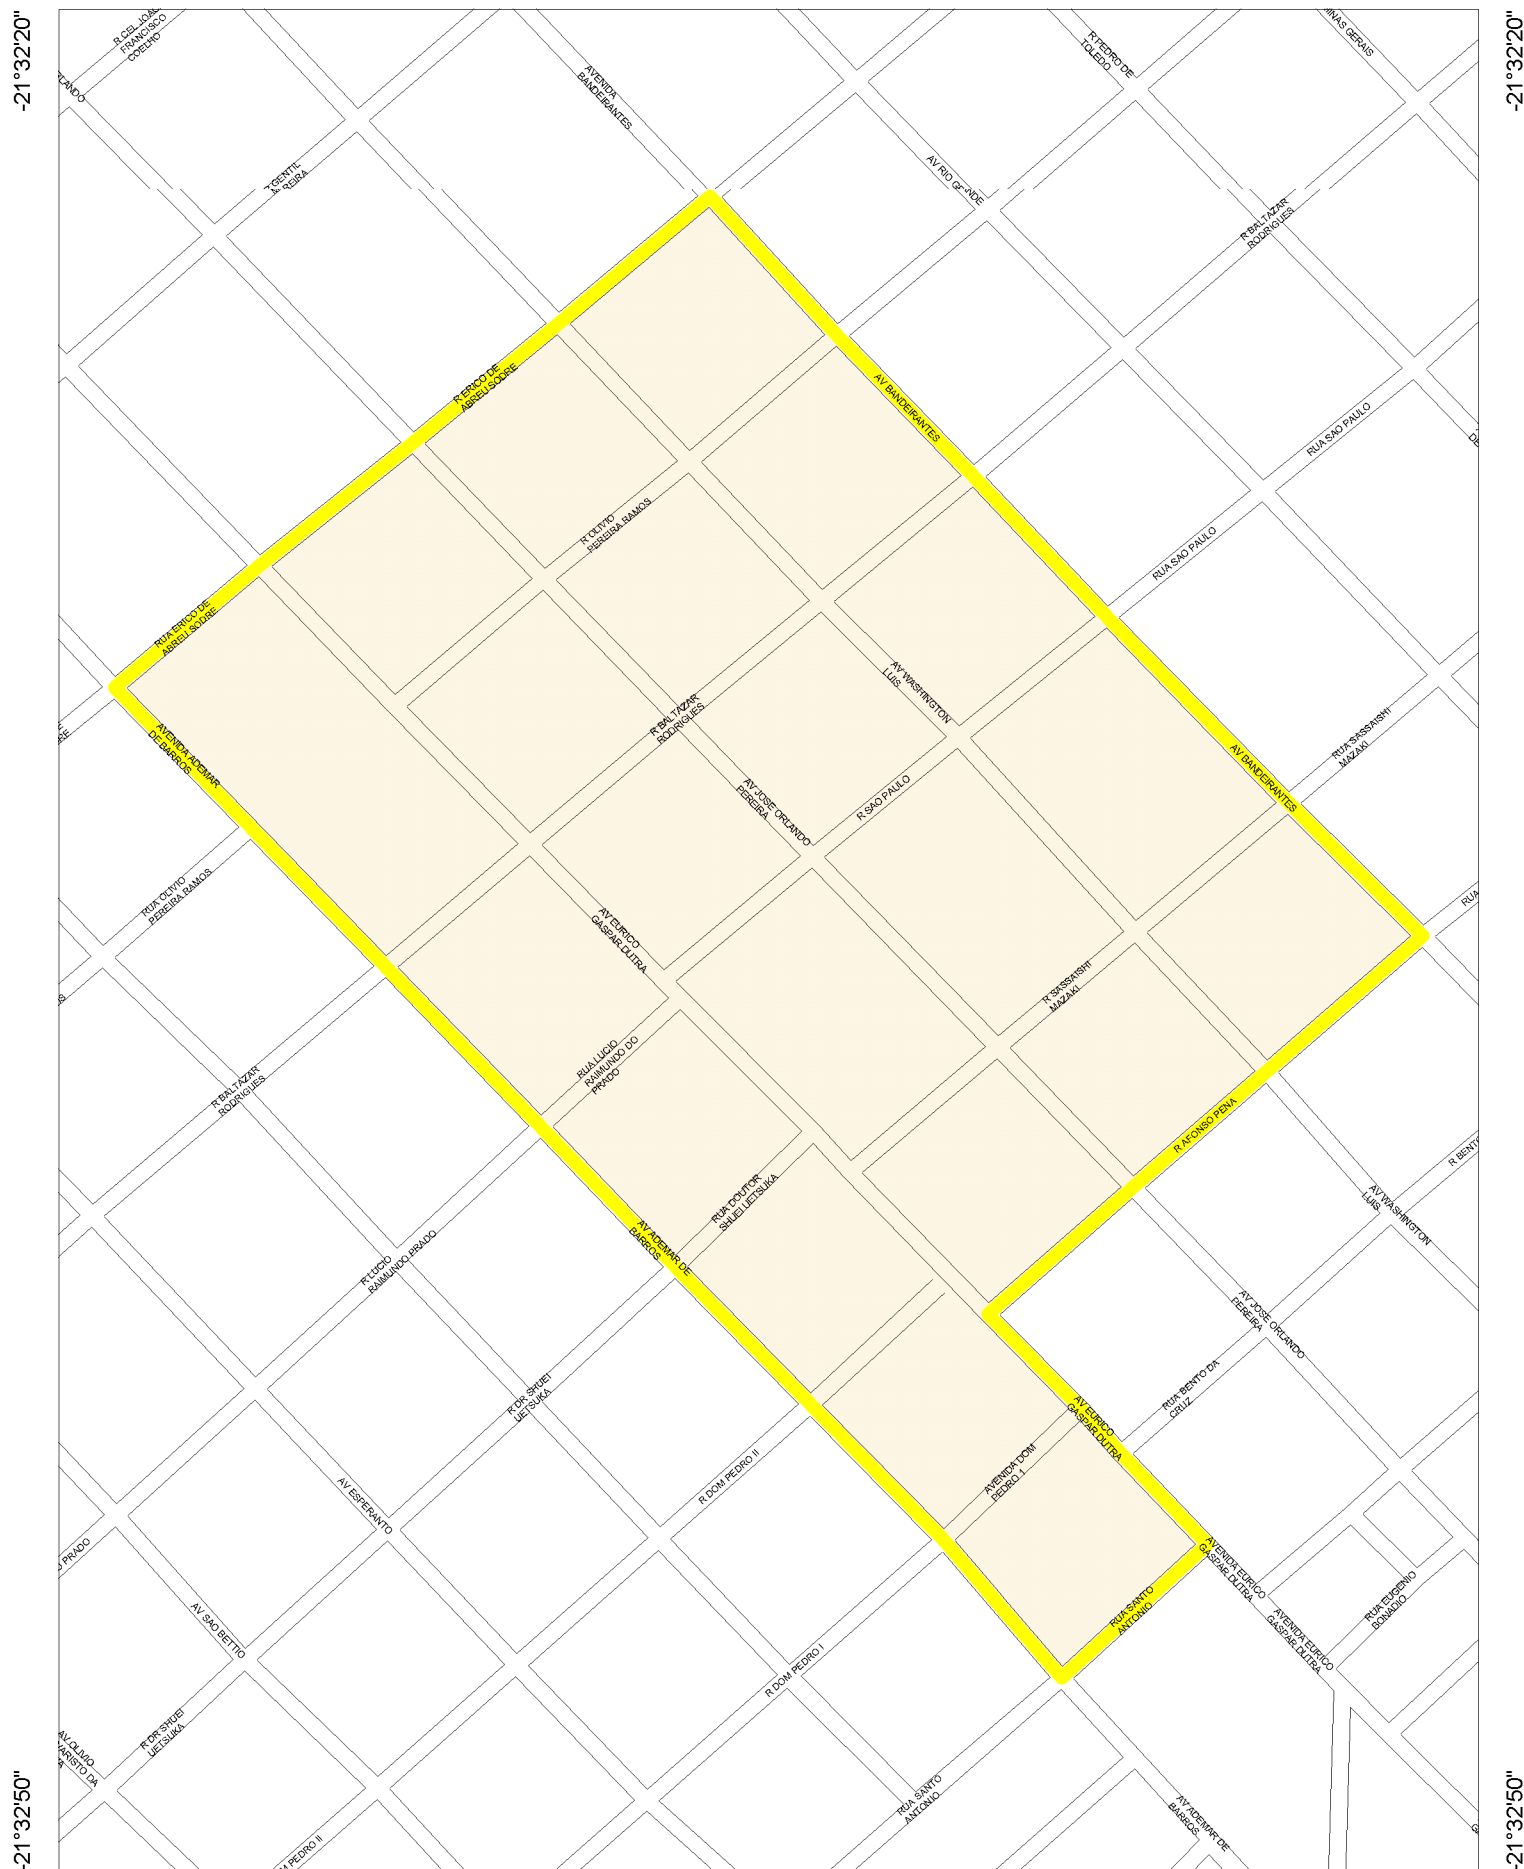 -21°32'20"
-21°32'20"
R CEL JOAO
FRANCISCO
COELHO
AVENIDA
BANDEIRANTES
R PEDRO DE
TOLEDO
MINAS GERAIS
AV RIO GRANDE
R BALTAZAR
RODRIGUES
R ERICO DE
ABREU SODRE
AV BANDEIRANTES
RUA SAO PAULO
R OLIVIO
PEREIRA RAMOS
RUA SAO PAULO
RUA ERICO DE
ABREU SODRE
AV WASHINGTON
LUIS
R BALTAZAR
RODRIGUES
AVENIDA ADEMAR
DE BARROS
RUA SASSAISHI
MAZAKI
AV BANDEIRANTES
AV JOSE ORLANDO
PEREIRA
R SAO PAULO
RUA OLIVIO
PEREIRA RAMOS
RUA
AV EURICO
GASPAR DUTRA
R SASSAISHI
MAZAKI
RUA LUCIO
RAIMUNDO DO
PRADO
R BALTAZAR
RODRIGUES
R AFONSO PENA
R BENTO
RUA DOUTOR
SHUEI UETSUKA
AV WASHINGTON
LUIS
AV ADEMAR DE
BARROS
R LUCIO
RAIMUNDO PRADO
AV JOSE ORLANDO
PEREIRA
RUA BENTO DA
CRUZ
R DR SHUEI
UETSUKA
AV EURICO
GASPAR DUTRA
AVENIDA DOM
PEDRO 1
R DOM PEDRO II
AV ESPERANTO
O PRADO
AVENIDA EURICO
GASPAR DUTRA
RUA EUGENIO
BONADIO
RUA SANTO
ANTONIO
AV SAO BETTIO
AVENIDA EURICO
GASPAR DUTRA
R DOM PEDRO I
R DR SHUEI
UETSUKA
AV OLIVIO
RUA SANTO
ANTONIO
AV ADEMAR DE
BARROS
M PEDRO II
-21°32'50"
-21°32'50"